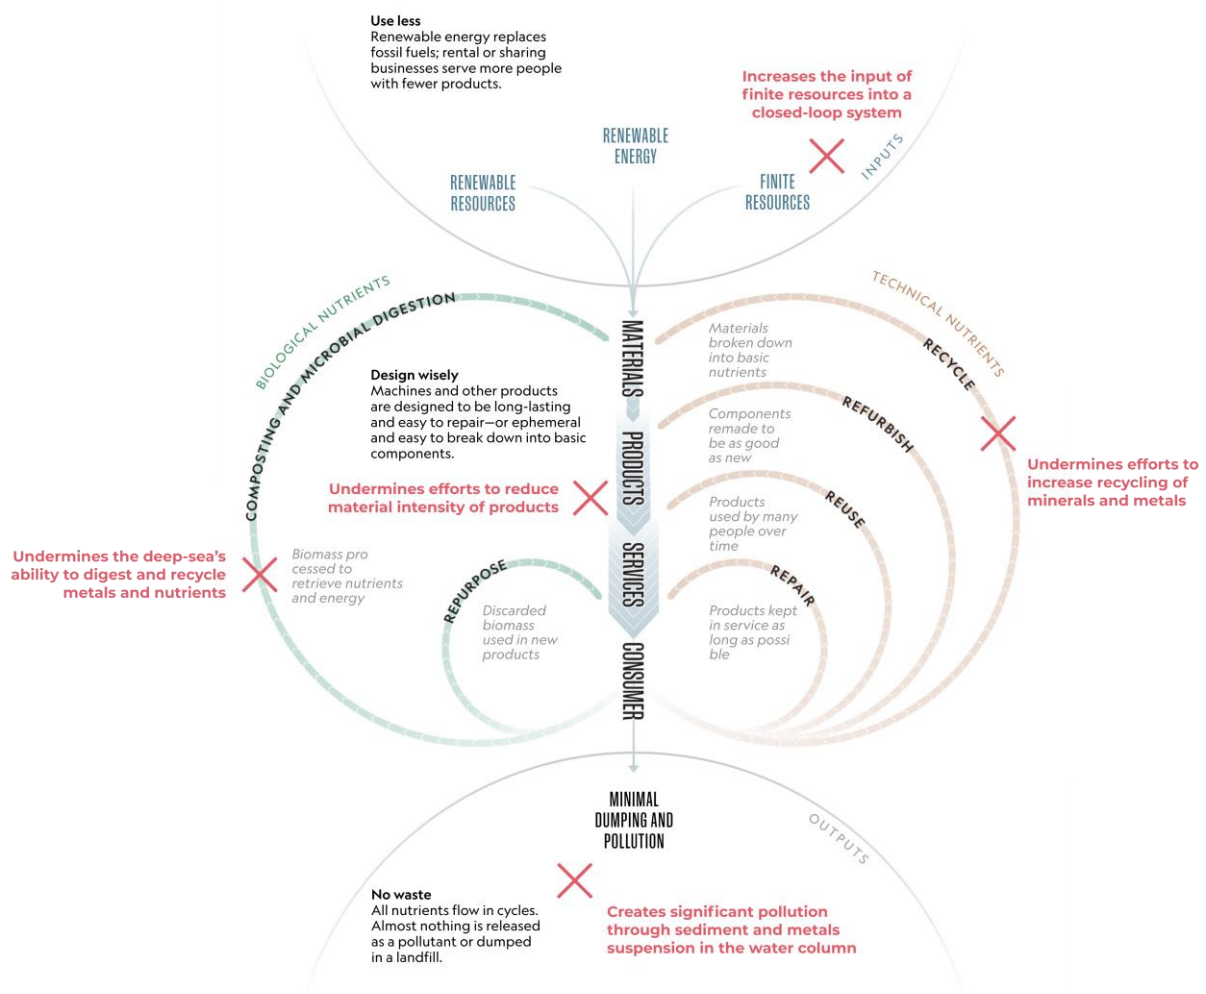 Use less
Renewable energy replaces
fossil fuels; rental or sharing
businesses serve more people
with fewer products.
Increases the input of
finite resources into a
closed-loop system
RENEWABLE
ENERGY
INPUTS
RENEWABLE
RESOURCES
FINITE
RESOURCES
BIOLOGICAL NUTRIENTS
COMPOSTING AND MICROBIAL DIGESTION
TECHNICAL NUTRIENTS
MATERIALS
Materials
broken down
into basic
nutrients
RECYCLE
Design wisely
Machines and other products
are designed to be long-lasting
and easy to repair—or ephemeral
and easy to break down into basic
components.
REFURBISH
Components
remade to
be as good
as new
PRODUCTS
Undermines efforts to
increase recycling of
minerals and metals
Undermines efforts to reduce
material intensity of products
REUSE
Products
used by many
people over
time
Undermines the deep-sea's
ability to digest and recycle
metals and nutrients
Biomass pro
cessed to
retrieve nutrients
and energy
SERVICES
REPURPOSE
Discarded
biomass
used in new
products
REPAIR
Products kept
in service as
long as possi
ble
CONSUMER
MINIMAL
DUMPING AND
POLLUTION
OUTPUTS
No waste
All nutrients flow in cycles.
Almost nothing is released
as a pollutant or dumped
in a landfill.
Creates significant pollution
through sediment and metals
suspension in the water column